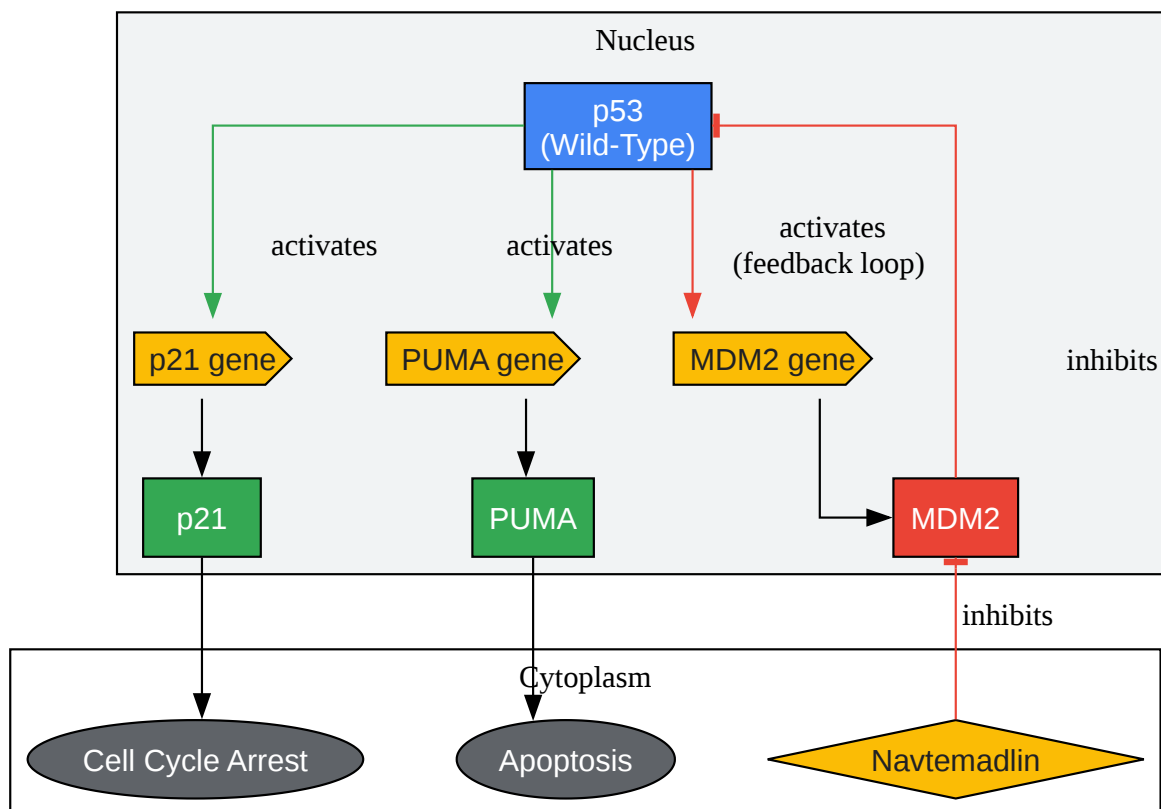 Nucleus
p53
(Wild-Type)
activates
activates
activates
(feedback loop)
p21 gene
PUMA gene
MDM2 gene
inhibits
p21
PUMA
MDM2
inhibits
Cytoplasm
Cell Cycle Arrest
Apoptosis
Navtemadlin